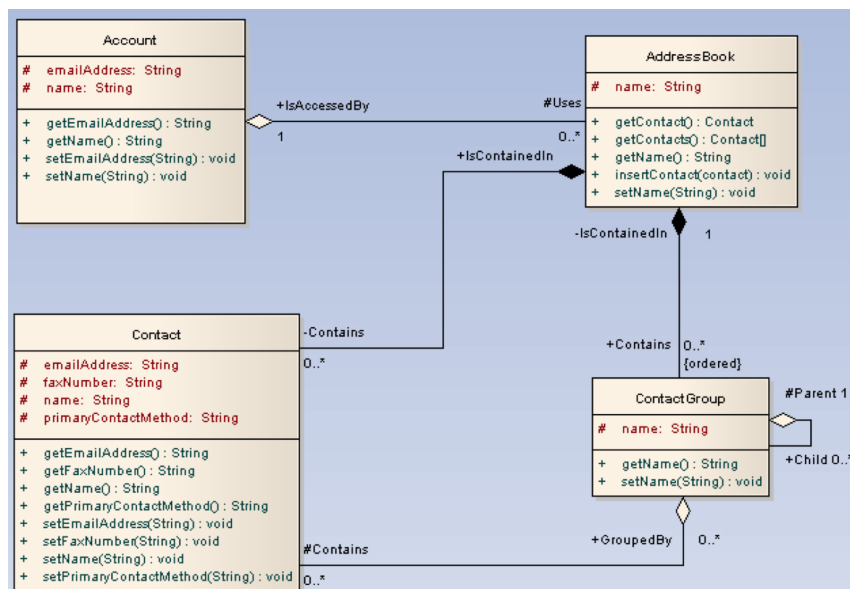 Account
# emailAddress: String
# name: String
+ getEmailAddress() : String
+ getName() : String
+ setEmailAddress(String) : void
+ setName(String) : void
+IsAccessedBy
1
#Uses
0..*
AddressBook
# name: String
+ getContact() : Contact
+ getContacts() : Contact[]
+ getName() : String
+ insertContact(contact) : void
+ setName(String) : void
+IsContainedIn
-IsContainedIn
1
Contact
# emailAddress: String
# faxNumber: String
# name: String
# primaryContactMethod: String
+ getEmailAddress() : String
+ getFaxNumber() : String
+ getName() : String
+ getPrimaryContactMethod() : String
+ setEmailAddress(String) : void
+ setFaxNumber(String) : void
+ setName(String) : void
+ setPrimaryContactMethod(String) : void
-Contains
0..*
+Contains
0..*
{ordered}
ContactGroup
# name: String
+ getName() : String
+ setName(String) : void
#Parent 1
+Child 0..*
+GroupedBy
0..*
#Contains
0..*